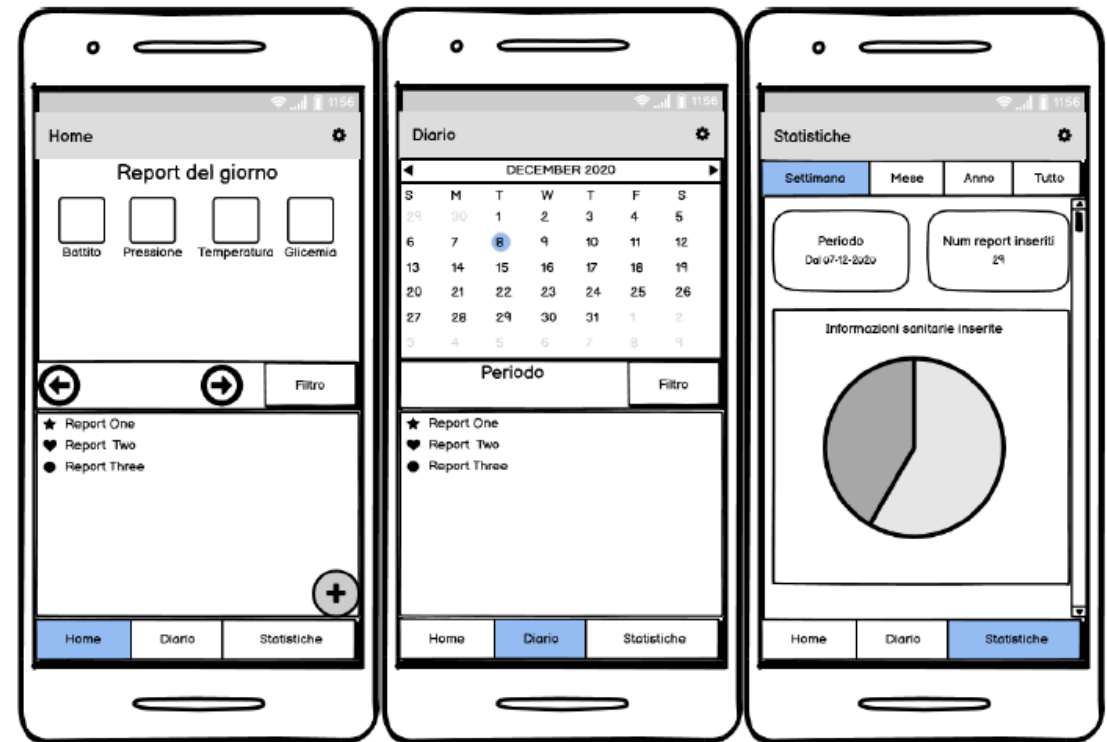 11:56
Home
Report del giorno
Battito Pressione Temperatura Glicemia
Filtro
Report One
Report Two
Report Three
Home Diario Statistiche
11:56
Diario
DECEMBER 2020
S M T W T F S
29 30 1 2 3 4 5
6 7 8 9 10 11 12
13 14 15 16 17 18 19
20 21 22 23 24 25 26
27 28 29 30 31 1 2
3 4 5 6 7 8 9
Periodo
Filtro
Report One
Report Two
Report Three
Home Diario Statistiche
11:56
Statistiche
Settimana Mese Anno Tutto
Periodo
Dal 07-12-2020
Num report inseriti
29
Informazioni sanitarie inserite
Home Diario Statistiche